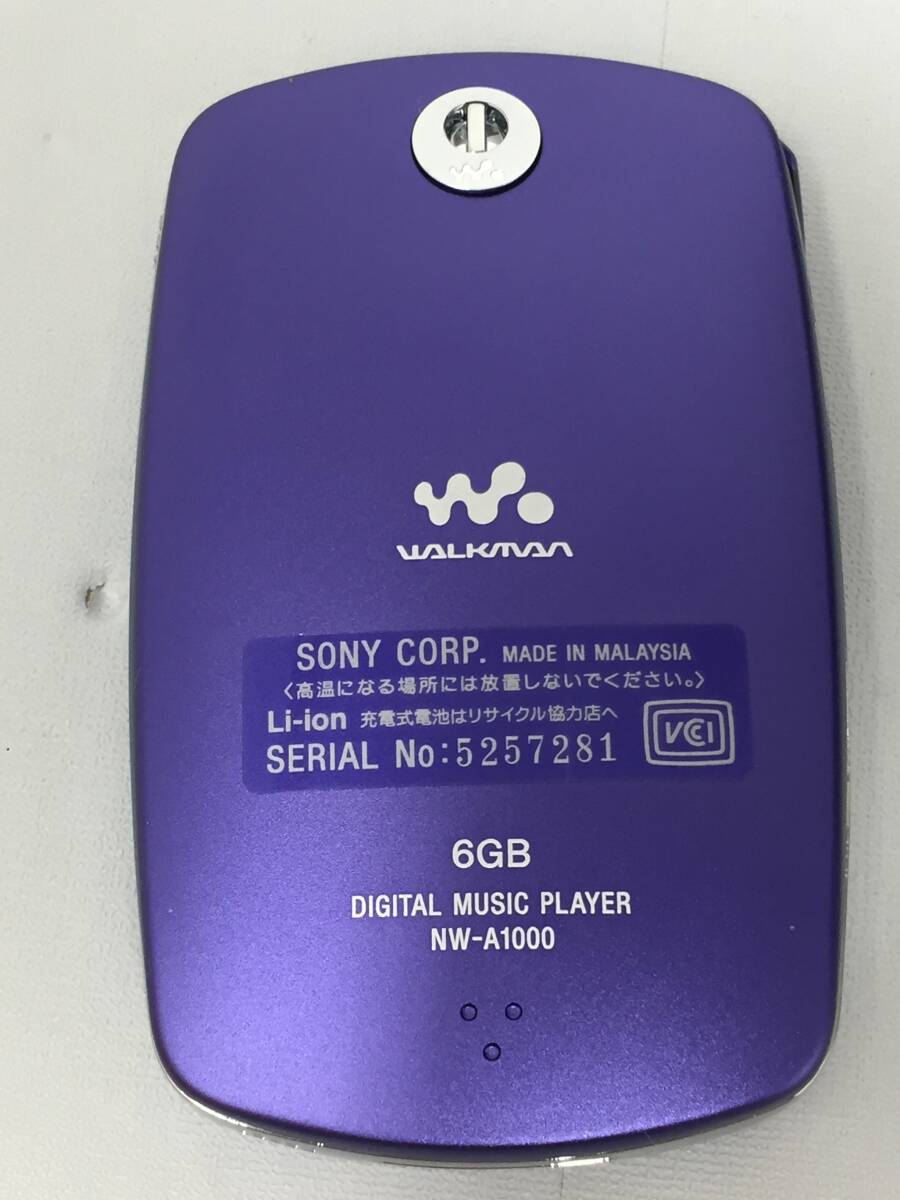 WALKMAN
SONY CORP. MADE IN MALAYSIA
〈高温になる場所には放置しないでください。〉
Li-ion 充電式電池はリサイクル協力店へ
SERIAL No:5257281
VCCI
6GB
DIGITAL MUSIC PLAYER
NW-A1000